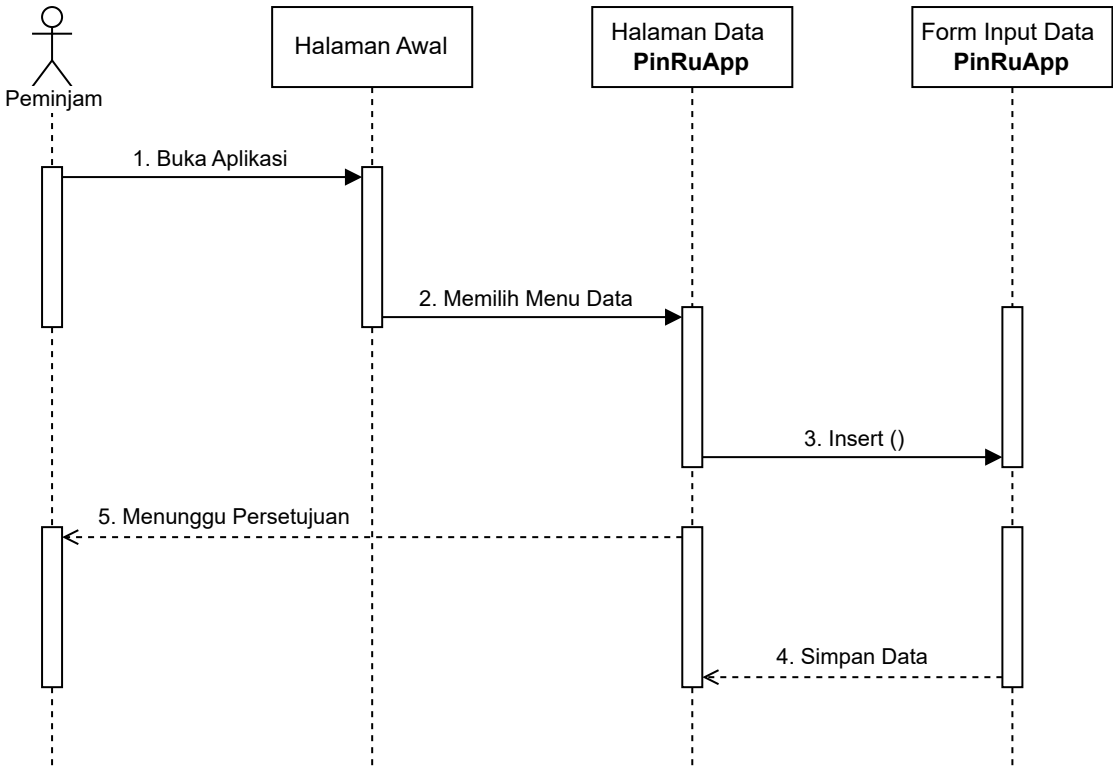 Peminjam
Halaman Awal
Halaman Data
PinRuApp
Form Input Data
PinRuApp
1. Buka Aplikasi
2. Memilih Menu Data
3. Insert ()
5. Menunggu Persetujuan
4. Simpan Data